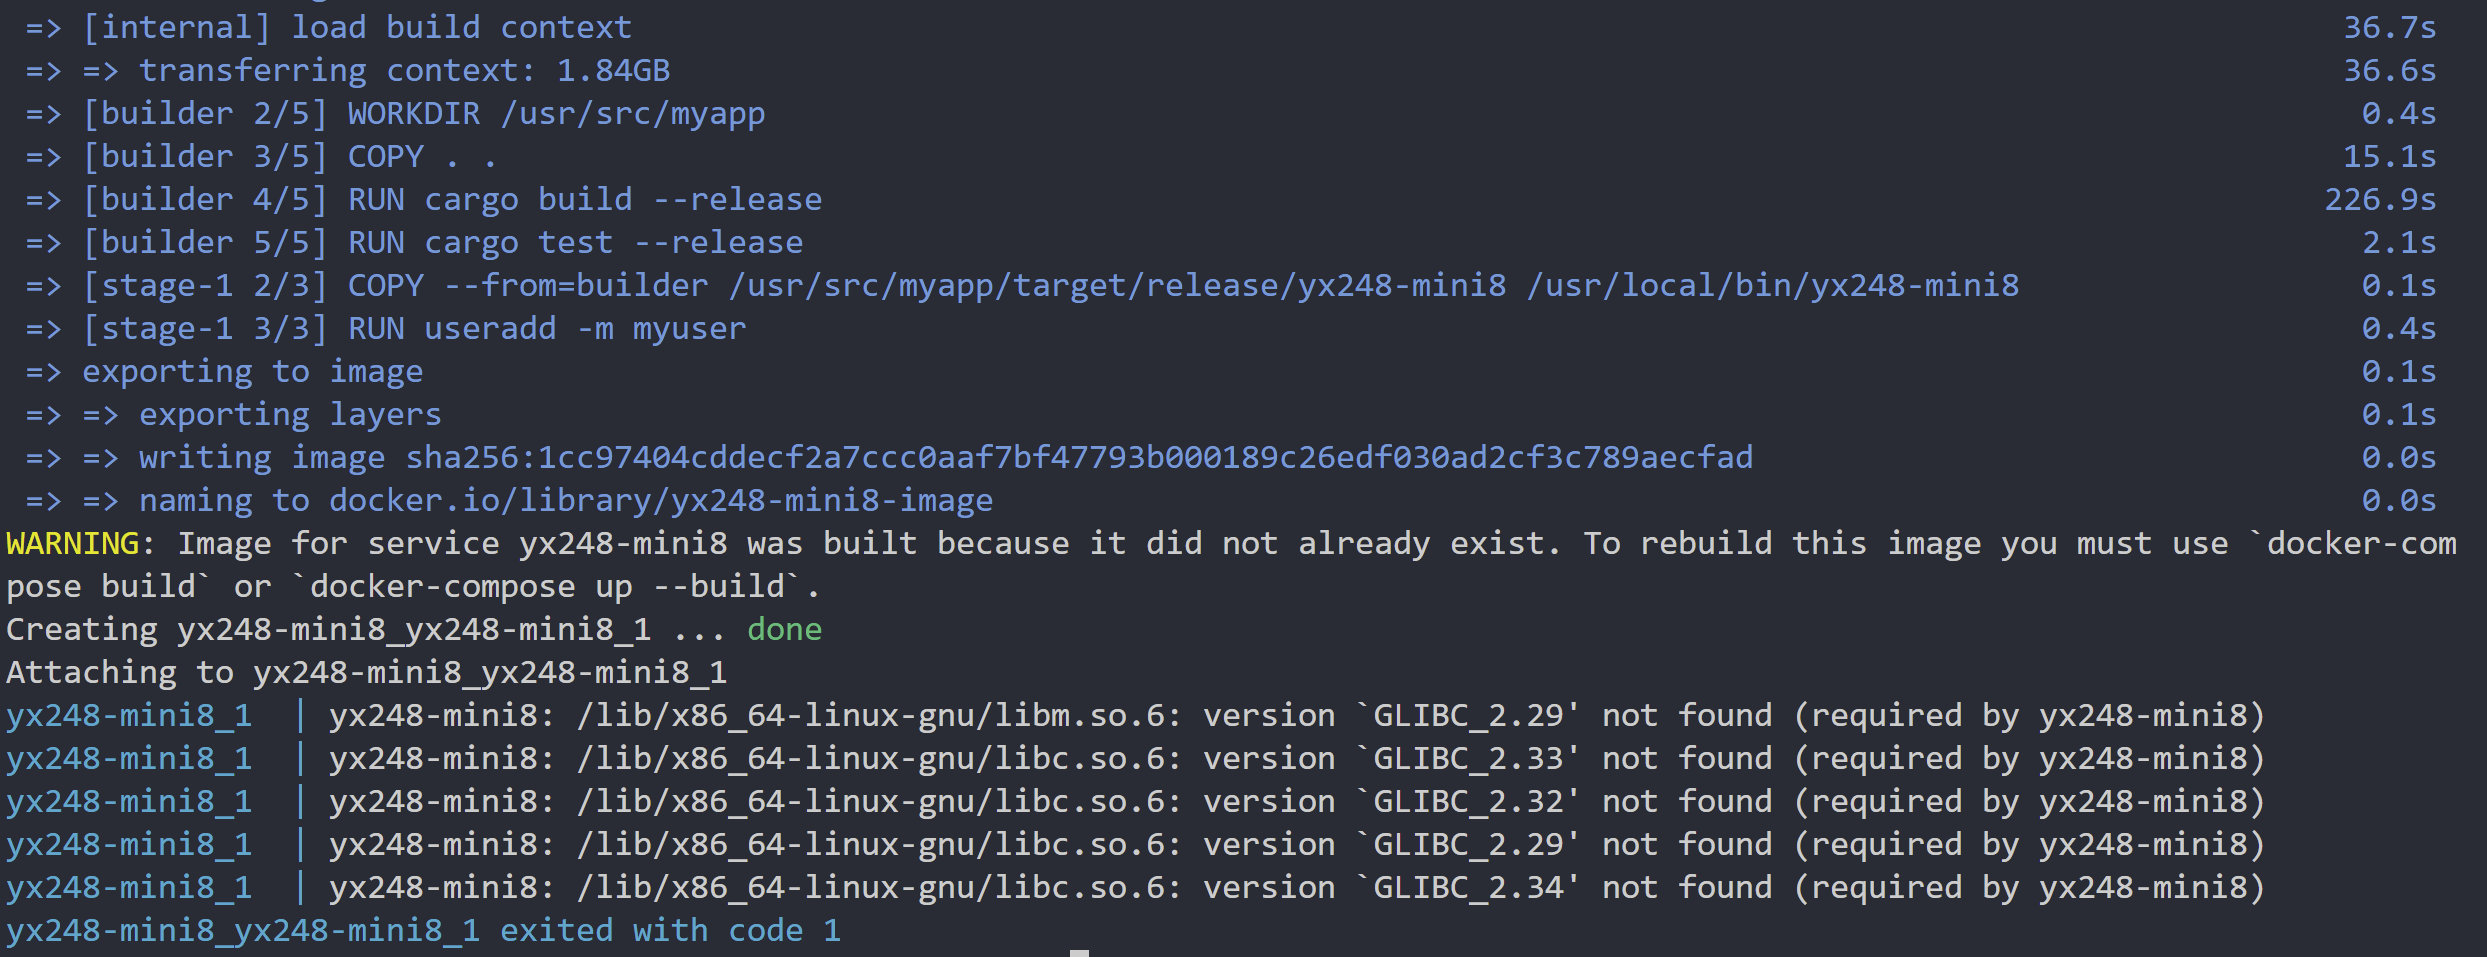 => [internal] load build context 36.7s
=> => transferring context: 1.84GB 36.6s
=> [builder 2/5] WORKDIR /usr/src/myapp 0.4s
=> [builder 3/5] COPY . . 15.1s
=> [builder 4/5] RUN cargo build --release 226.9s
=> [builder 5/5] RUN cargo test --release 2.1s
=> [stage-1 2/3] COPY --from=builder /usr/src/myapp/target/release/yx248-mini8 /usr/local/bin/yx248-mini8 0.1s
=> [stage-1 3/3] RUN useradd -m myuser 0.4s
=> exporting to image 0.1s
=> => exporting layers 0.1s
=> => writing image sha256:1cc97404cddecf2a7ccc0aaf7bf47793b000189c26edf030ad2cf3c789aecfad 0.0s
=> => naming to docker.io/library/yx248-mini8-image 0.0s
WARNING: Image for service yx248-mini8 was built because it did not already exist. To rebuild this image you must use `docker-com
pose build` or `docker-compose up --build`.
Creating yx248-mini8_yx248-mini8_1 ... done
Attaching to yx248-mini8_yx248-mini8_1
yx248-mini8_1  | yx248-mini8: /lib/x86_64-linux-gnu/libm.so.6: version `GLIBC_2.29' not found (required by yx248-mini8)
yx248-mini8_1  | yx248-mini8: /lib/x86_64-linux-gnu/libc.so.6: version `GLIBC_2.33' not found (required by yx248-mini8)
yx248-mini8_1  | yx248-mini8: /lib/x86_64-linux-gnu/libc.so.6: version `GLIBC_2.32' not found (required by yx248-mini8)
yx248-mini8_1  | yx248-mini8: /lib/x86_64-linux-gnu/libc.so.6: version `GLIBC_2.29' not found (required by yx248-mini8)
yx248-mini8_1  | yx248-mini8: /lib/x86_64-linux-gnu/libc.so.6: version `GLIBC_2.34' not found (required by yx248-mini8)
yx248-mini8_yx248-mini8_1 exited with code 1